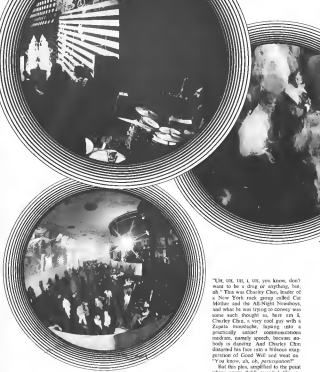 "Uh, uh, uh, I, uh, you know, don't
want to be a drag or anything, but,
uh." This was Charley Chin, leader of
a New York rock group called Cat
Mother and the All-Night Newsboys,
and what he was trying to convey was
some such thought as, here am I,
Charley Chin, a very cool guy with a
Zapata moustache, lapsing into a
practically extinct communications
medium, namely speech, because no-
body is dancing. And Charley Chin
distorted his face into a hideous exag-
geration of Good Will and went on.
"You know, uh, uh, participation!"
But this plea, amplified to the point